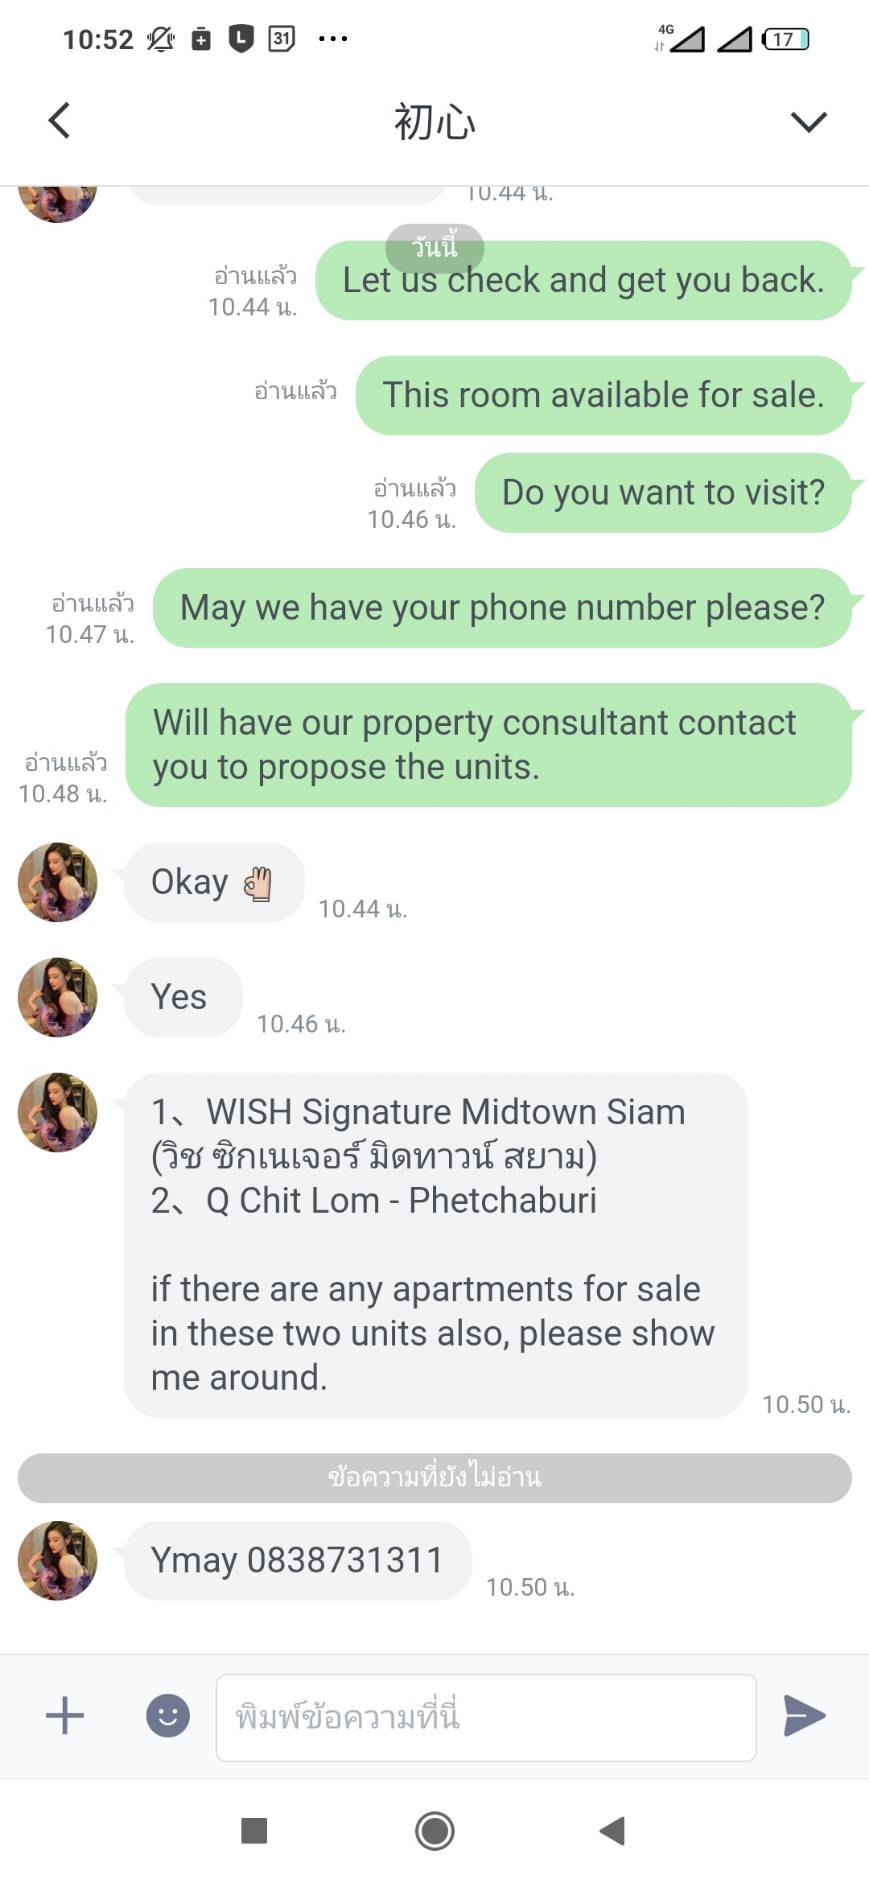 10:52
L
31
4G
17
初心
10.44 น.
วันนี้
อ่านแล้ว
10.44 น.
Let us check and get you back.
อ่านแล้ว
This room available for sale.
อ่านแล้ว
10.46 น.
Do you want to visit?
อ่านแล้ว
10.47 น.
May we have your phone number please?
อ่านแล้ว
10.48 น.
Will have our property consultant contact
you to propose the units.
Okay 👌
10.44 น.
Yes
10.46 น.
1、WISH Signature Midtown Siam
(วิช ซิกเนเจอร์ มิดทาวน์ สยาม)
2、Q Chit Lom - Phetchaburi
if there are any apartments for sale
in these two units also, please show
me around.
10.50 น.
ข้อความที่ยังไม่อ่าน
Ymay 0838731311
10.50 น.
พิมพ์ข้อความที่นี่